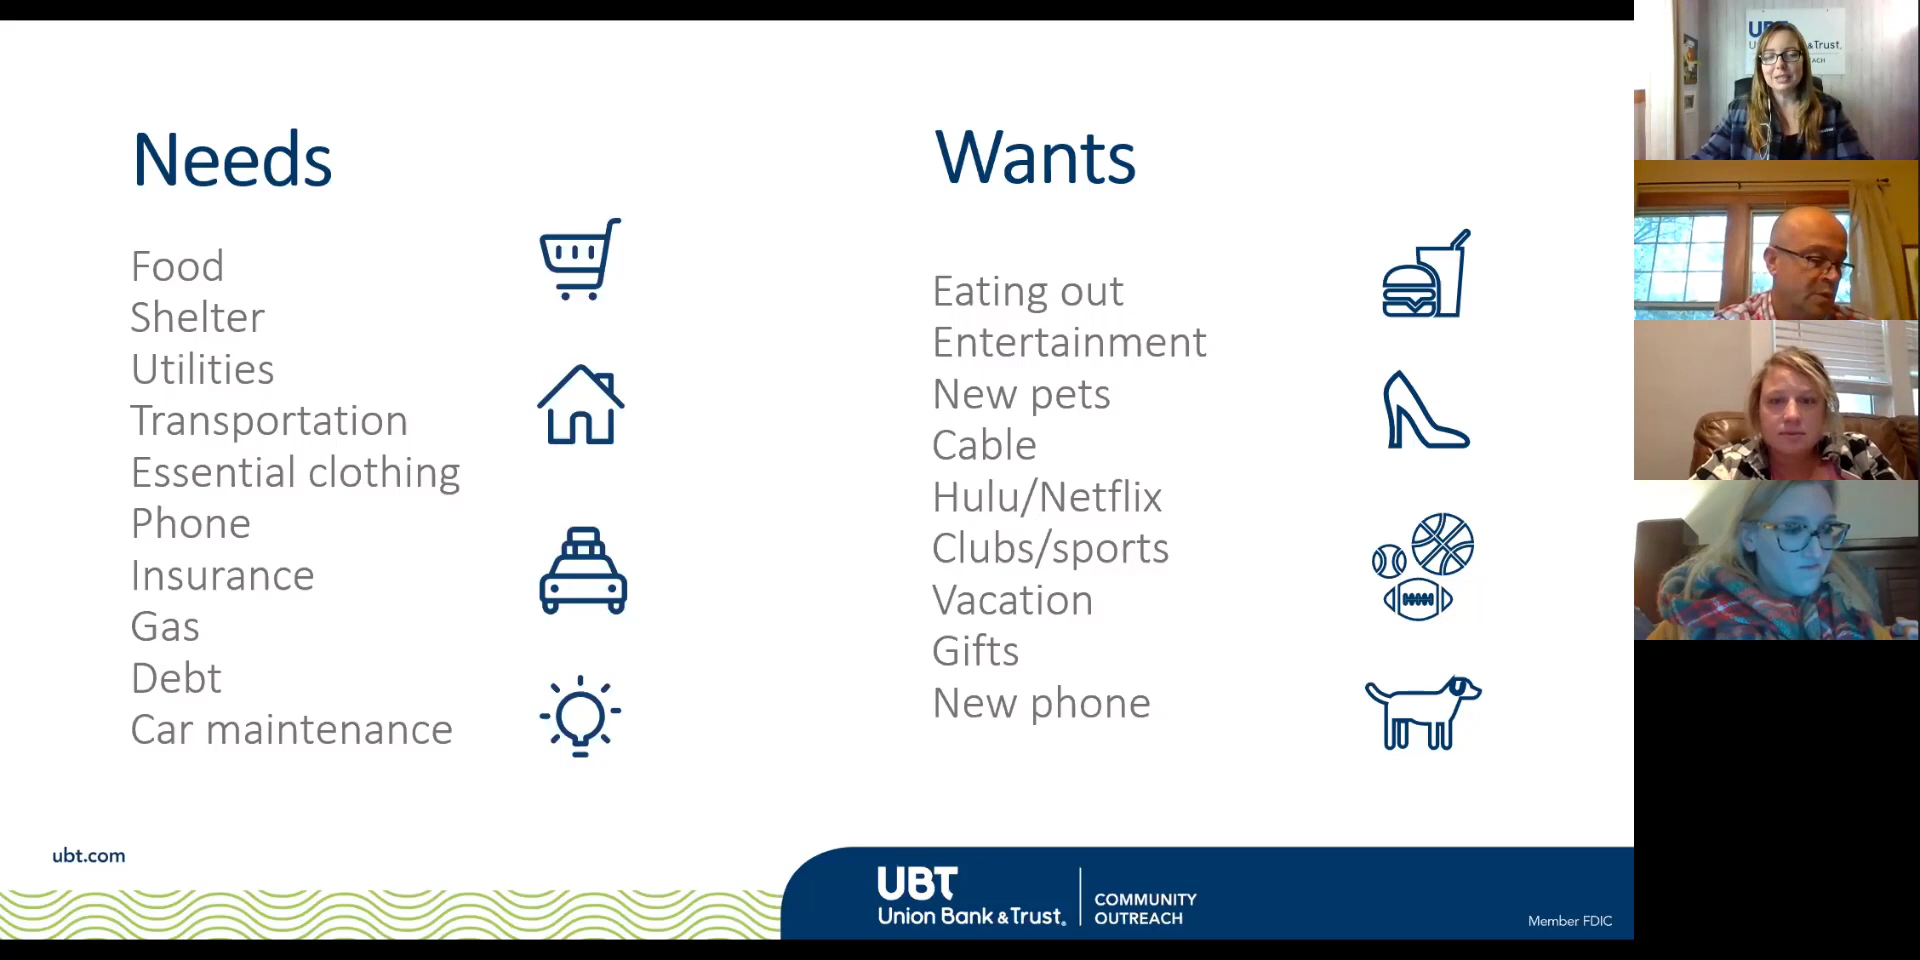 Needs
Food
Shelter
Utilities
Transportation
Essential clothing
Phone
Insurance
Gas
Debt
Car maintenance
Wants
Eating out
Entertainment
New pets
Cable
Hulu/Netflix
Clubs/sports
Vacation
Gifts
New phone
ubt.com
UBT
Union Bank & Trust.
COMMUNITY
OUTREACH
Member FDIC
&Trust.